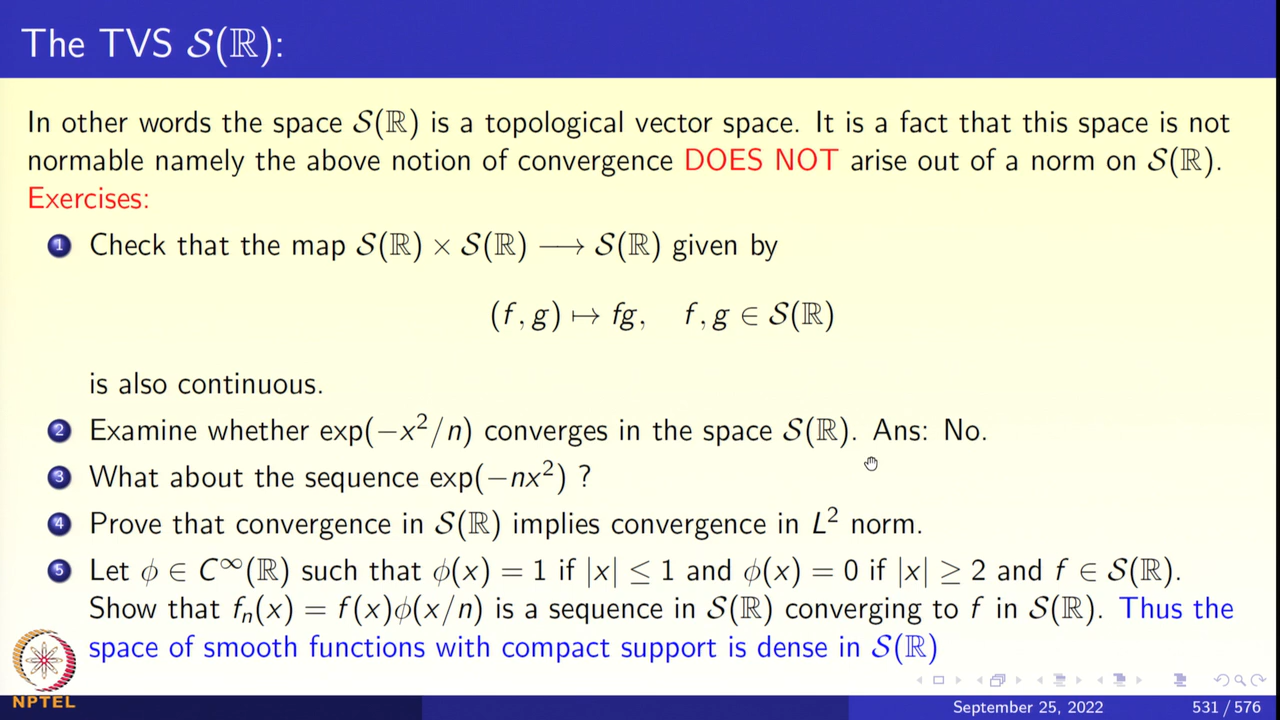 The TVS 𝒮(ℝ):
In other words the space 𝒮(ℝ) is a topological vector space. It is a fact that this space is not
normable namely the above notion of convergence DOES NOT arise out of a norm on 𝒮(ℝ).
Exercises:
1 Check that the map 𝒮(ℝ) × 𝒮(ℝ) ⟶ 𝒮(ℝ) given by
(f, g) ↦ fg, f, g ∈ 𝒮(ℝ)
is also continuous.
2 Examine whether exp(−x²/n) converges in the space 𝒮(ℝ). Ans: No.
3 What about the sequence exp(−nx²) ?
4 Prove that convergence in 𝒮(ℝ) implies convergence in L² norm.
5 Let ϕ ∈ C^∞(ℝ) such that ϕ(x) = 1 if |x| ≤ 1 and ϕ(x) = 0 if |x| ≥ 2 and f ∈ 𝒮(ℝ).
Show that fₙ(x) = f(x)ϕ(x/n) is a sequence in 𝒮(ℝ) converging to f in 𝒮(ℝ). Thus the
space of smooth functions with compact support is dense in 𝒮(ℝ)
NPTEL
September 25, 2022 531 / 576